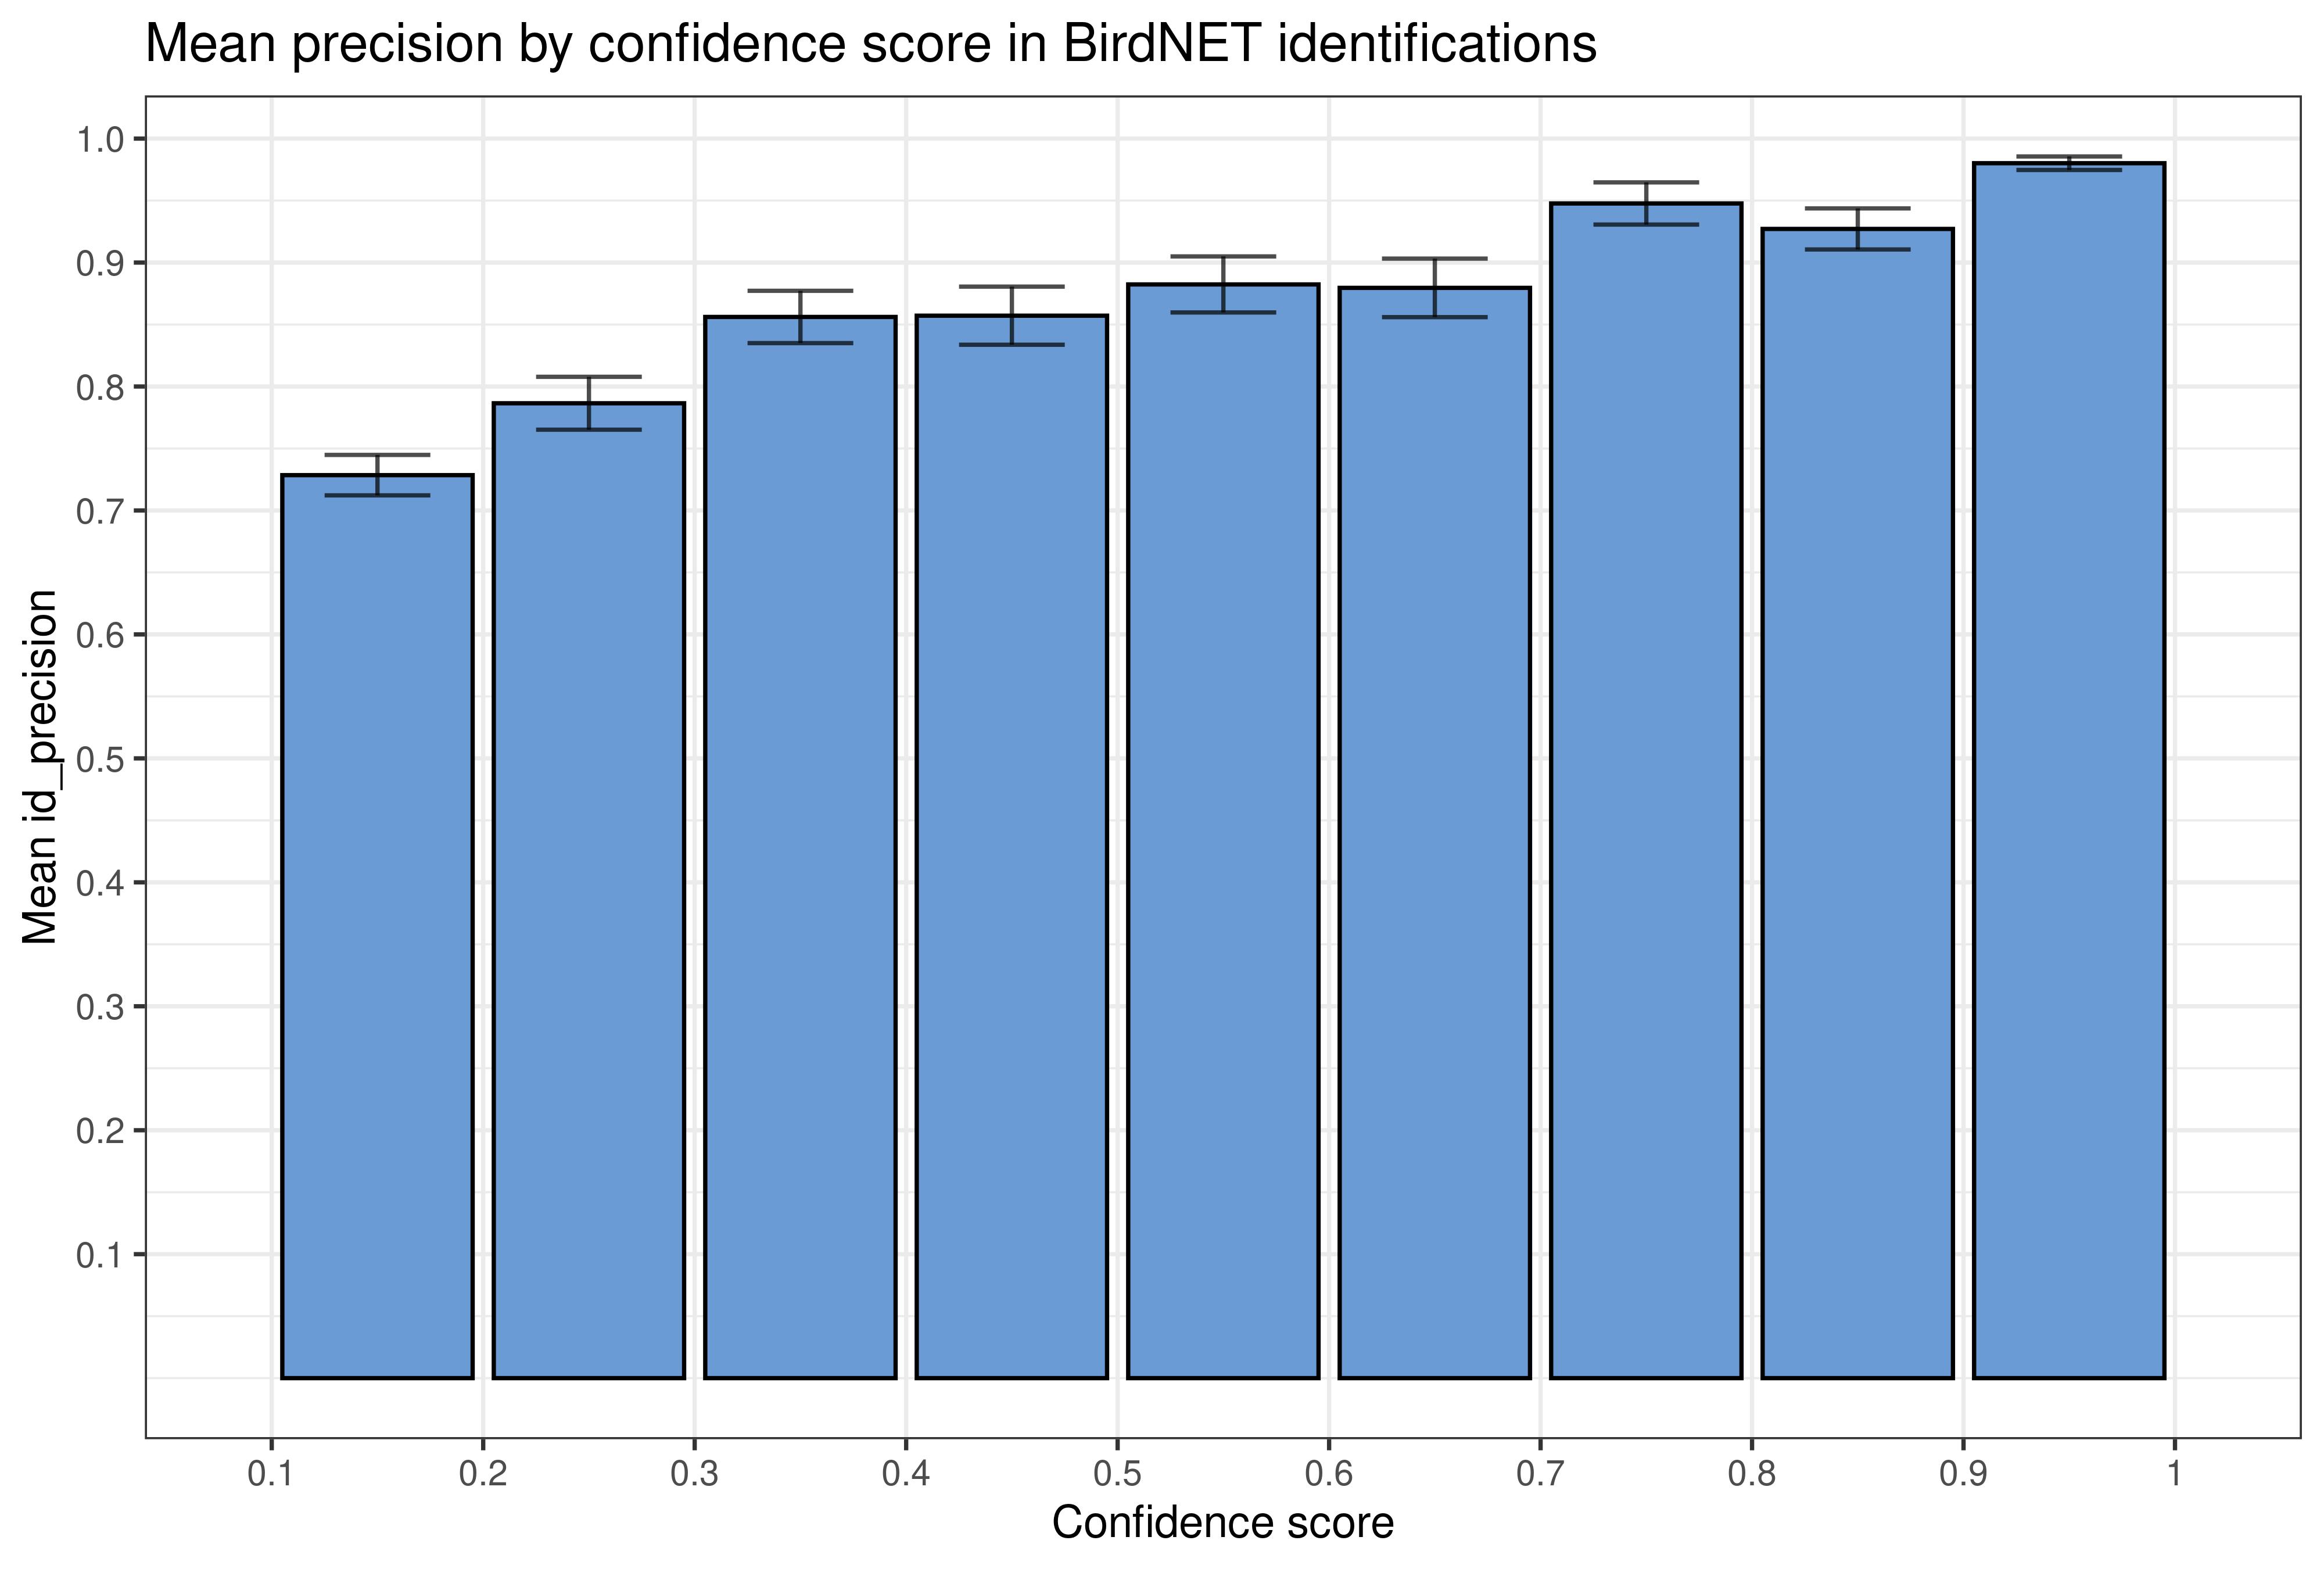 Mean precision by confidence score in BirdNET identifications
Mean id_precision
1.0
0.9
0.8
0.7
0.6
0.5
0.4
0.3
0.2
0.1
0.1 0.2 0.3 0.4 0.5 0.6 0.7 0.8 0.9 1
Confidence score